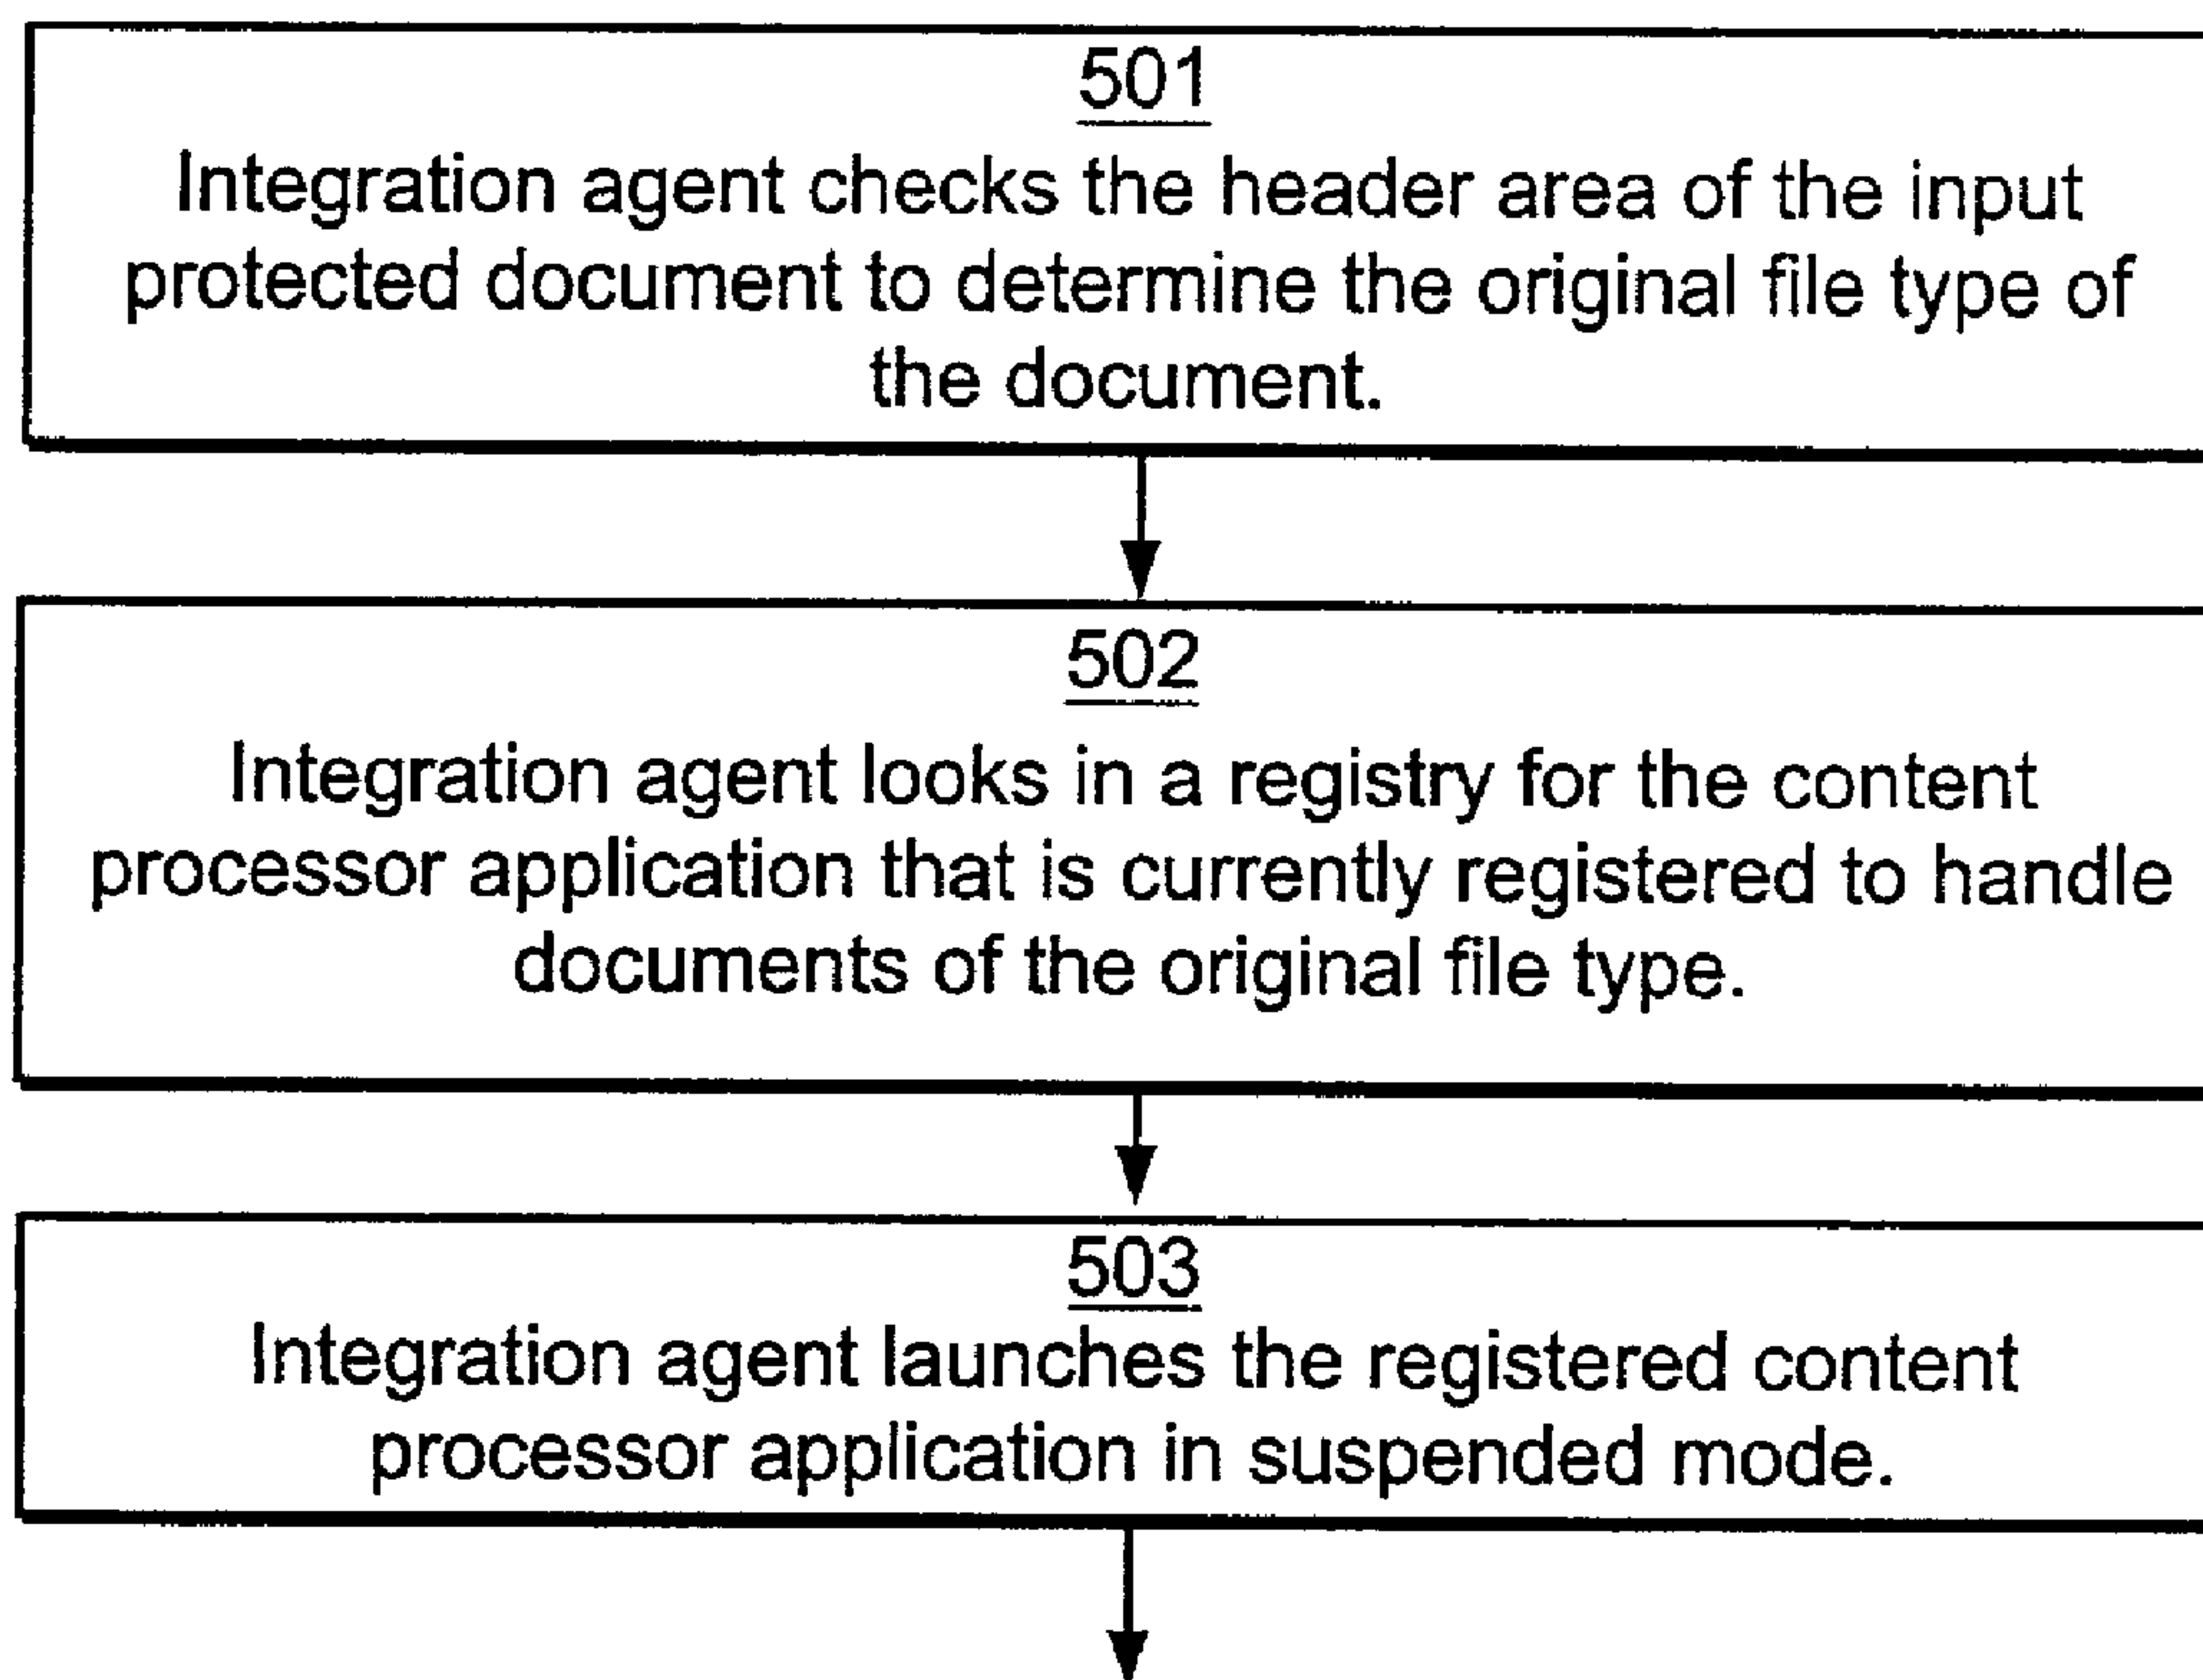 501
Integration agent checks the header area of the input
protected document to determine the original file type of
the document.
502
Integration agent looks in a registry for the content
processor application that is currently registered to handle
documents of the original file type.
503
Integration agent launches the registered content
processor application in suspended mode.